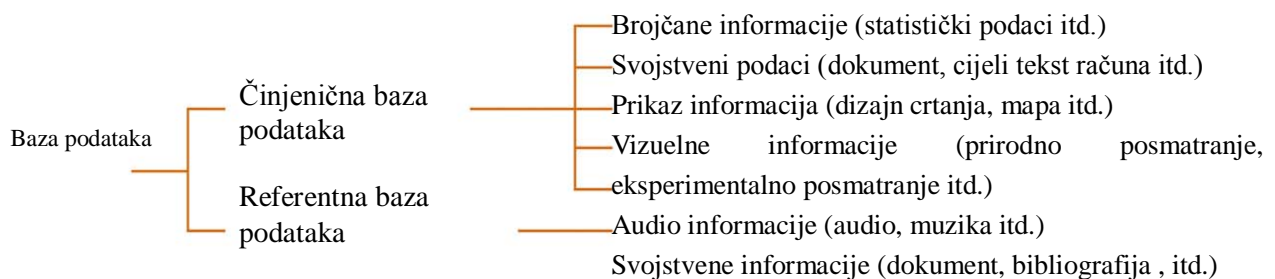 Baza podataka
Činjenična baza
podataka
Referentna baza
podataka
Brojčane informacije (statistički podaci itd.)
Svojstveni podaci (dokument, cijeli tekst računa itd.)
Prikaz informacija (dizajn crtanja, mapa itd.)
Vizuelne informacije (prirodno posmatranje,
eksperimentalno posmatranje itd.)
Audio informacije (audio, muzika itd.)
Svojstvene informacije (dokument, bibliografija , itd.)